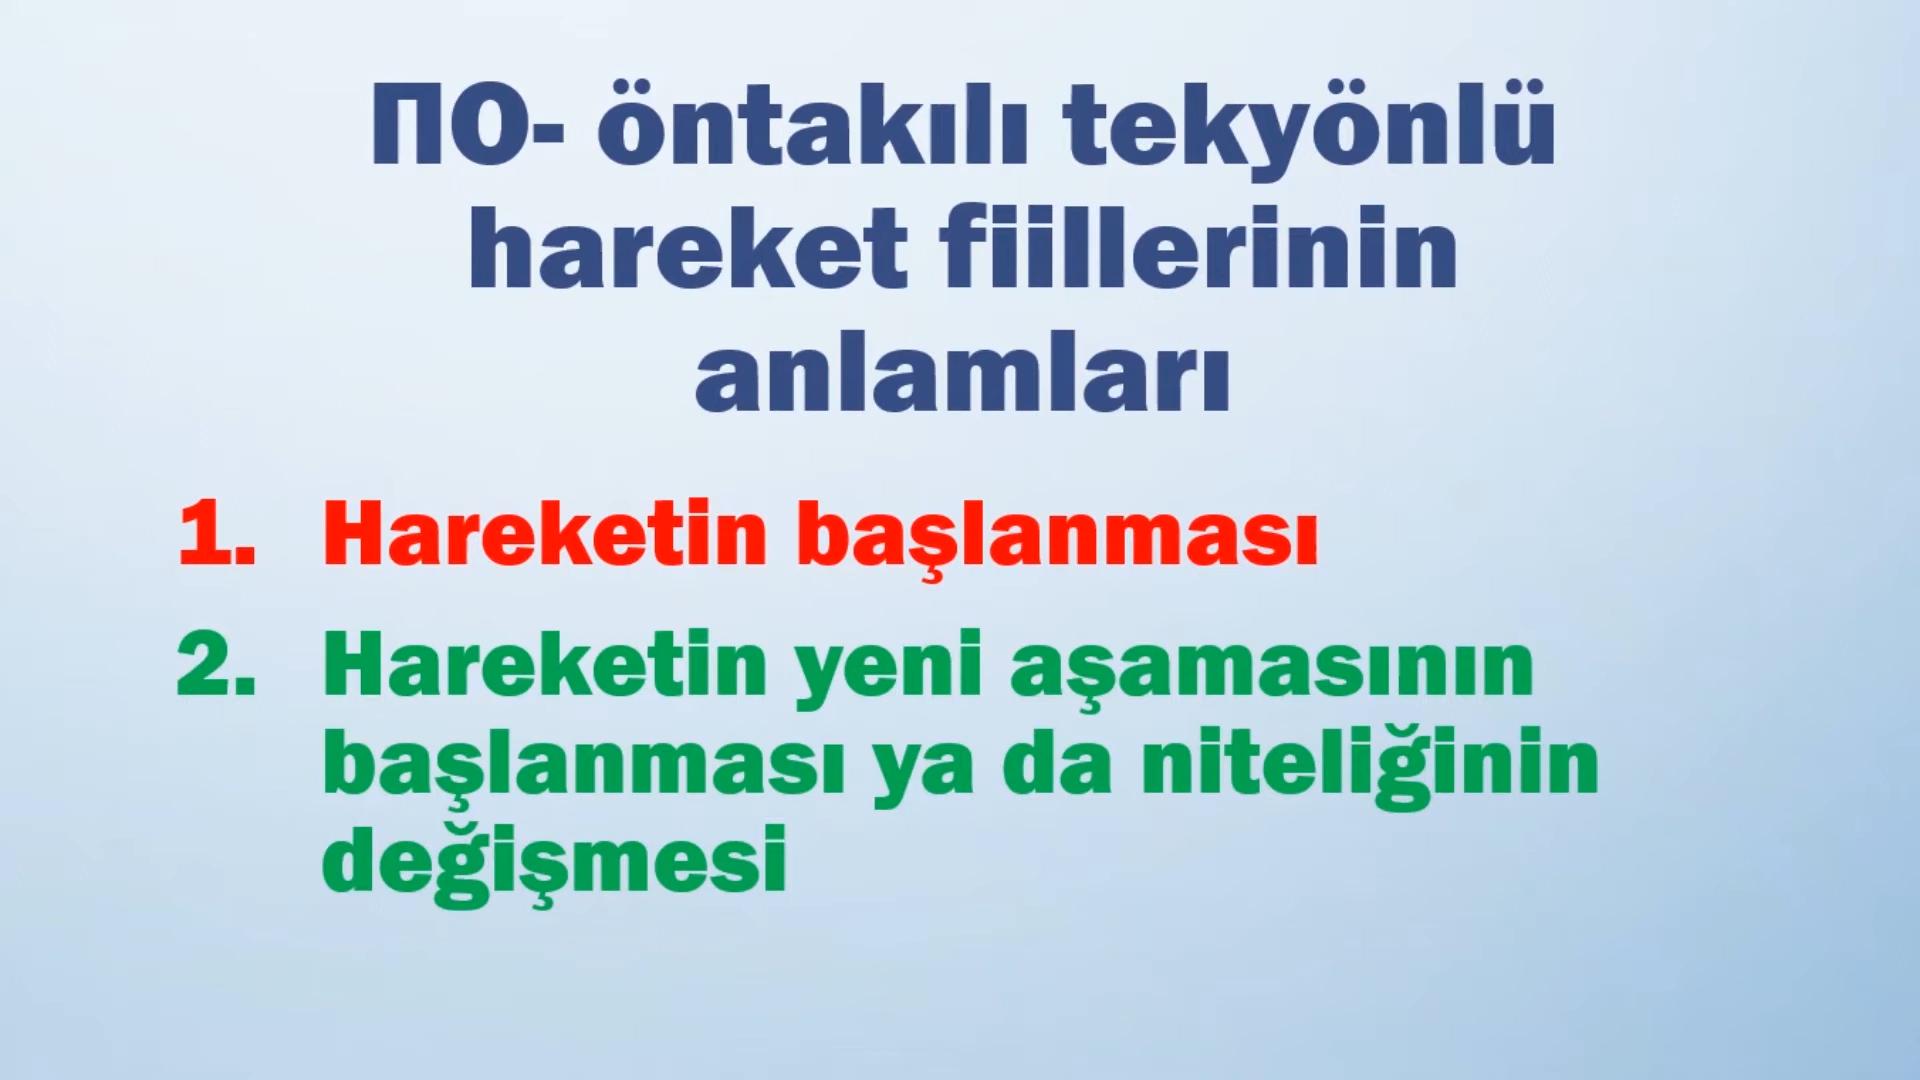 ПО- öntakılı tekyönlü
hareket fiillerinin
anlamları
1. Hareketin başlanması
2. Hareketin yeni aşamasının
başlanması ya da niteliğinin
değişmesi